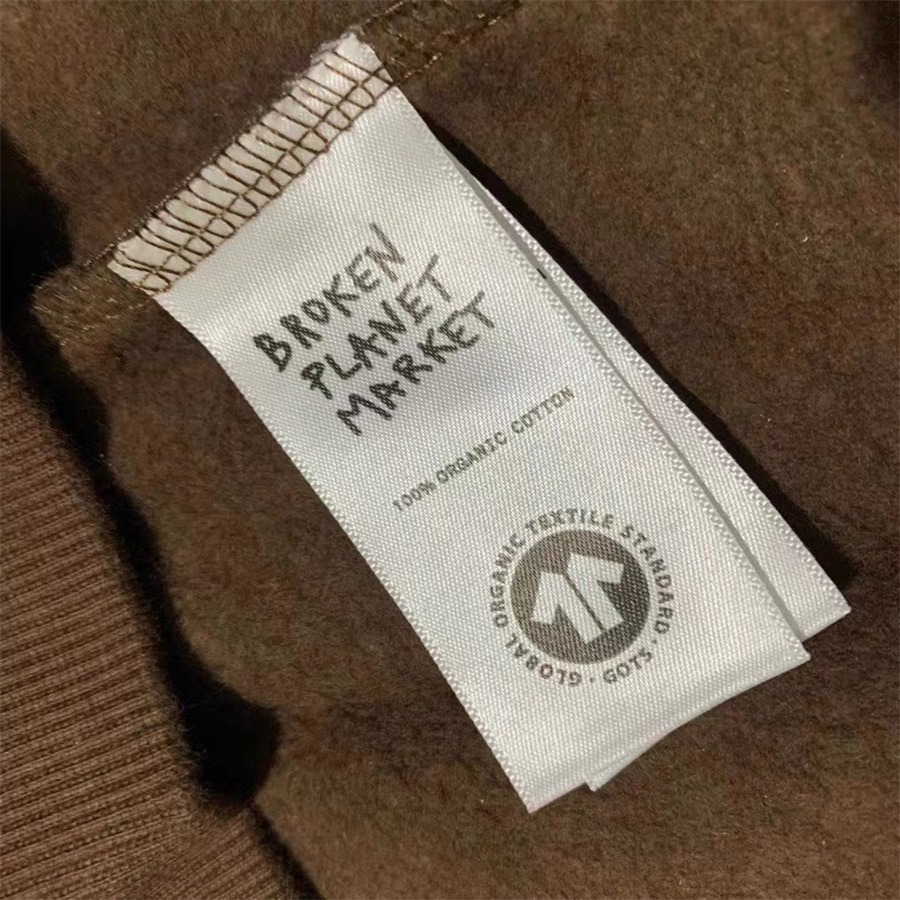 BROKEN
PLANET
MARKET
100% ORGANIC COTTON
GLOBAL ORGANIC TEXTILE STANDARD · GOTS ·